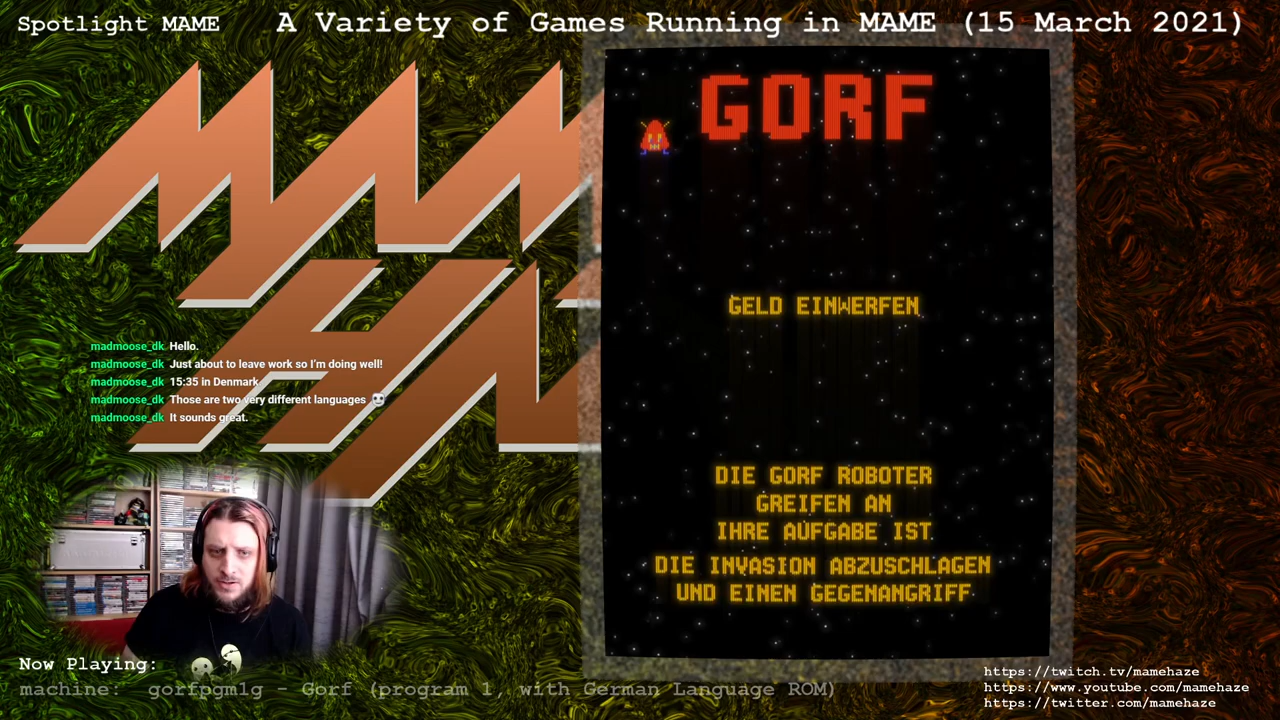 Spotlight MAME
A Variety of Games Running in MAME (15 March 2021)
GORF
GELD EINWERFEN
DIE GORF ROBOTER
GREIFEN AN
IHRE AUFGABE IST
DIE INVASION ABZUSCHLAGEN
UND EINEN GEGENANGRIFF
madmoose_dk Hello.
madmoose_dk Just about to leave work so I'm doing well!
madmoose_dk 15:35 in Denmark
madmoose_dk Those are two very different languages
madmoose_dk It sounds great.
Now Playing:
machine: gorfpgm1g - Gorf (program 1, with German Language ROM)
https://twitch.tv/mamehaze
https://www.youtube.com/mamehaze
https://twitter.com/mamehaze